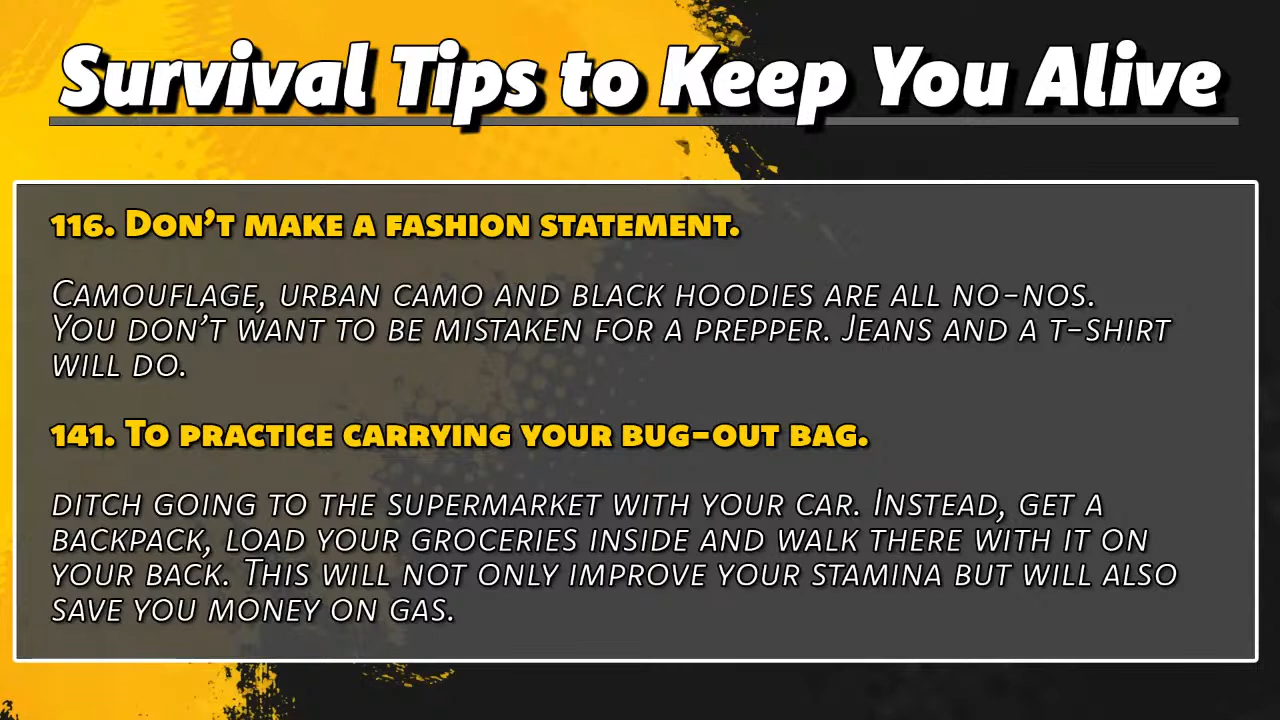 Survival Tips to Keep You Alive
116. Don’t make a fashion statement.
Camouflage, urban camo and black hoodies are all no-nos.
You don’t want to be mistaken for a prepper. Jeans and a t-shirt
will do.
141. To practice carrying your bug-out bag.
ditch going to the supermarket with your car. Instead, get a
backpack, load your groceries inside and walk there with it on
your back. This will not only improve your stamina but will also
save you money on gas.